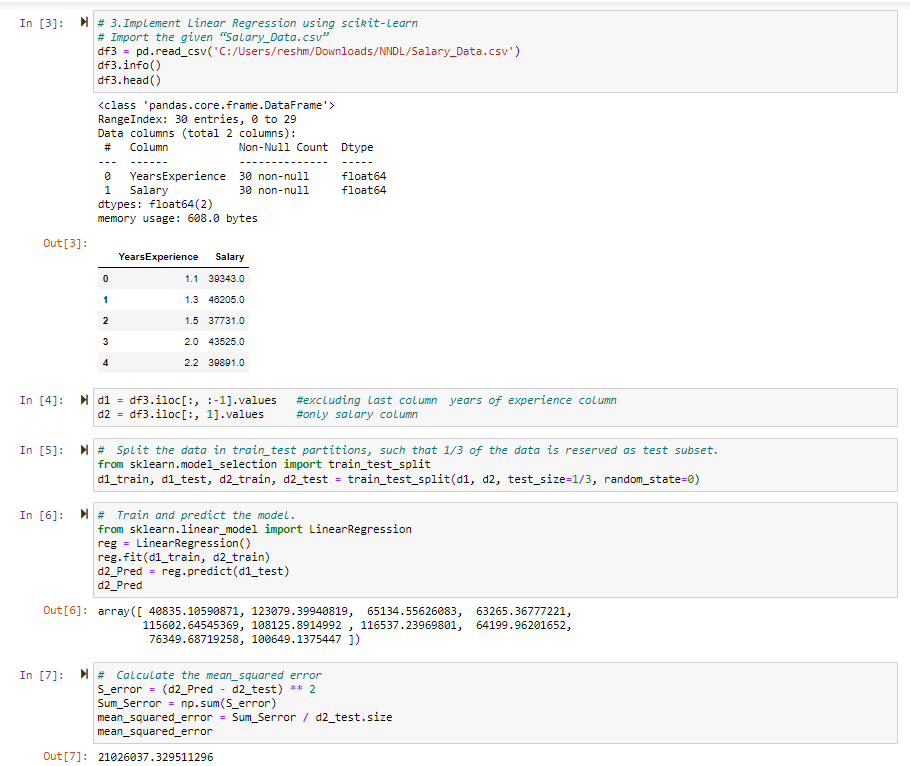 In [3]:
# 3.Implement Linear Regression using scikit-learn
# Import the given “Salary_Data.csv”
df3 = pd.read_csv('C:/Users/reshm/Downloads/NNDL/Salary_Data.csv')
df3.info()
df3.head()
<class 'pandas.core.frame.DataFrame'>
RangeIndex: 30 entries, 0 to 29
Data columns (total 2 columns):
 #   Column           Non-Null Count  Dtype
---  ------           --------------  -----
 0   YearsExperience  30 non-null     float64
 1   Salary           30 non-null     float64
dtypes: float64(2)
memory usage: 608.0 bytes
Out[3]:
YearsExperience Salary
0 1.1 39343.0
1 1.3 46205.0
2 1.5 37731.0
3 2.0 43525.0
4 2.2 39891.0
In [4]:
d1 = df3.iloc[:, :-1].values   #excluding last column  years of experience column
d2 = df3.iloc[:, 1].values     #only salary column
In [5]:
#  Split the data in train_test partitions, such that 1/3 of the data is reserved as test subset.
from sklearn.model_selection import train_test_split
d1_train, d1_test, d2_train, d2_test = train_test_split(d1, d2, test_size=1/3, random_state=0)
In [6]:
#  Train and predict the model.
from sklearn.linear_model import LinearRegression
reg = LinearRegression()
reg.fit(d1_train, d2_train)
d2_Pred = reg.predict(d1_test)
d2_Pred
Out[6]:
array([ 40835.10590871, 123079.39940819,  65134.55626083,  63265.36777221,
       115602.64545369, 108125.8914992 , 116537.23969801,  64199.96201652,
        76349.68719258, 100649.1375447 ])
In [7]:
#  Calculate the mean_squared error
S_error = (d2_Pred - d2_test) ** 2
Sum_Serror = np.sum(S_error)
mean_squared_error = Sum_Serror / d2_test.size
mean_squared_error
Out[7]:
21026037.329511296